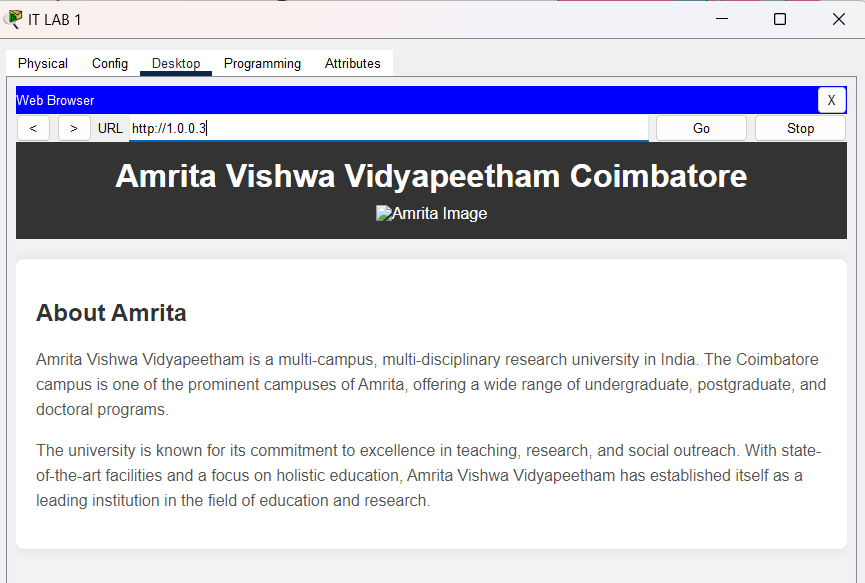 IT LAB 1
Physical Config Desktop Programming Attributes
Web Browser X
< > URL http://1.0.0.3 Go Stop
Amrita Vishwa Vidyapeetham Coimbatore
Amrita Image
About Amrita
Amrita Vishwa Vidyapeetham is a multi-campus, multi-disciplinary research university in India. The Coimbatore
campus is one of the prominent campuses of Amrita, offering a wide range of undergraduate, postgraduate, and
doctoral programs.
The university is known for its commitment to excellence in teaching, research, and social outreach. With state-
of-the-art facilities and a focus on holistic education, Amrita Vishwa Vidyapeetham has established itself as a
leading institution in the field of education and research.